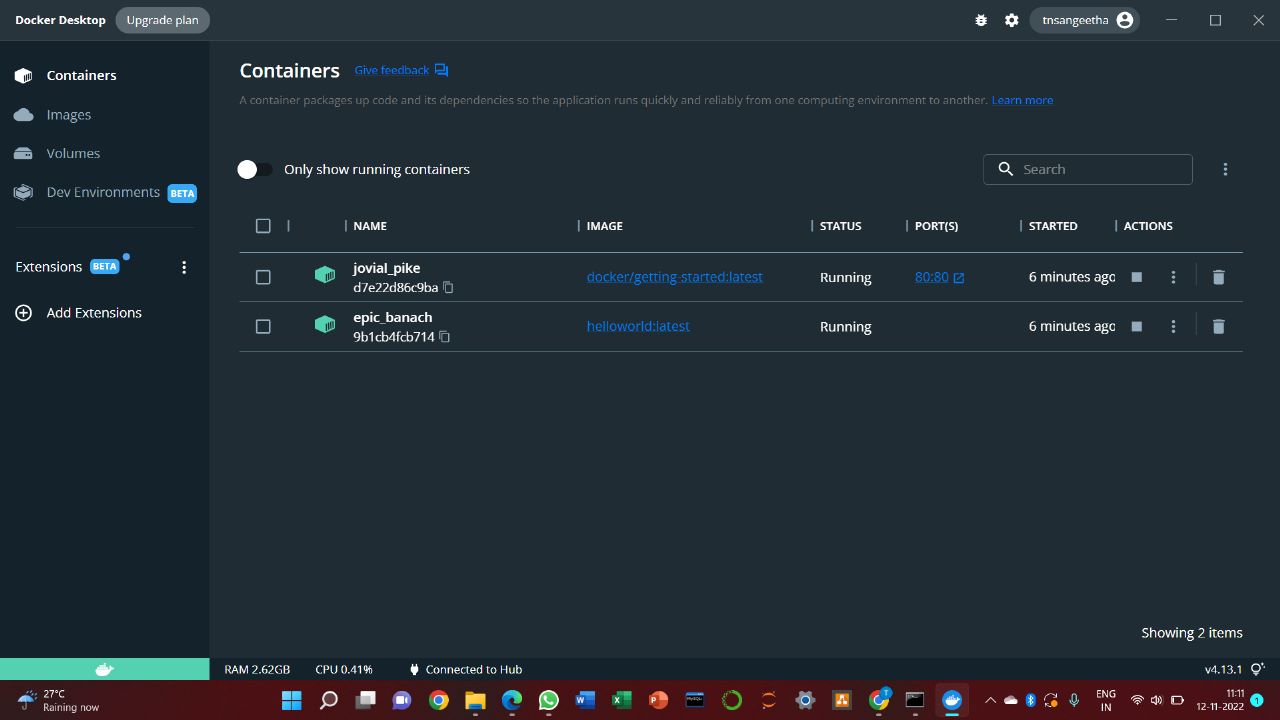 Docker Desktop Upgrade plan tnsangeetha
Containers
Images
Volumes
Dev Environments BETA
Extensions BETA
Add Extensions
Containers Give feedback
A container packages up code and its dependencies so the application runs quickly and reliably from one computing environment to another. Learn more
Only show running containers Search
NAME IMAGE STATUS PORT(S) STARTED ACTIONS
jovial_pike
d7e22d86c9ba docker/getting-started:latest Running 80:80 6 minutes ago
epic_banach
9b1cb4fcb714 helloworld:latest Running 6 minutes ago
Showing 2 items
RAM 2.62GB CPU 0.41% Connected to Hub v4.13.1
27°C
Raining now
ENG
IN
11:11
12-11-2022
1